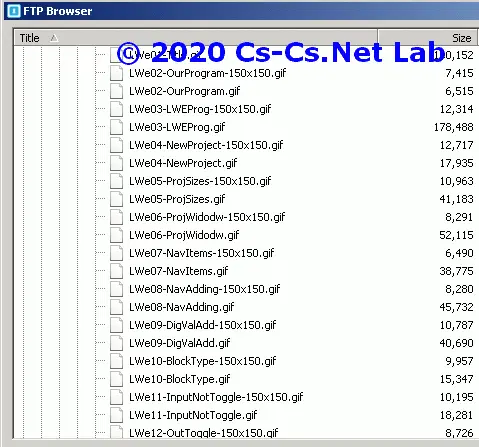 FTP Browser
Title Size
© 2020 Cs-Cs.Net Lab
LWe02-OurProgram-150x150.gif 7,415
LWe02-OurProgram.gif 6,515
LWe03-LWEProg-150x150.gif 12,314
LWe03-LWEProg.gif 178,488
LWe04-NewProject-150x150.gif 12,717
LWe04-NewProject.gif 17,935
LWe05-ProjSizes-150x150.gif 10,963
LWe05-ProjSizes.gif 41,183
LWe06-ProjWidodw-150x150.gif 8,291
LWe06-ProjWidodw.gif 52,115
LWe07-NavItems-150x150.gif 6,490
LWe07-NavItems.gif 38,775
LWe08-NavAdding-150x150.gif 8,280
LWe08-NavAdding.gif 45,732
LWe09-DigValAdd-150x150.gif 10,787
LWe09-DigValAdd.gif 40,690
LWe10-BlockType-150x150.gif 9,957
LWe10-BlockType.gif 15,347
LWe11-InputNotToggle-150x150.gif 10,195
LWe11-InputNotToggle.gif 18,281
LWe12-OutToggle-150x150.gif 8,726